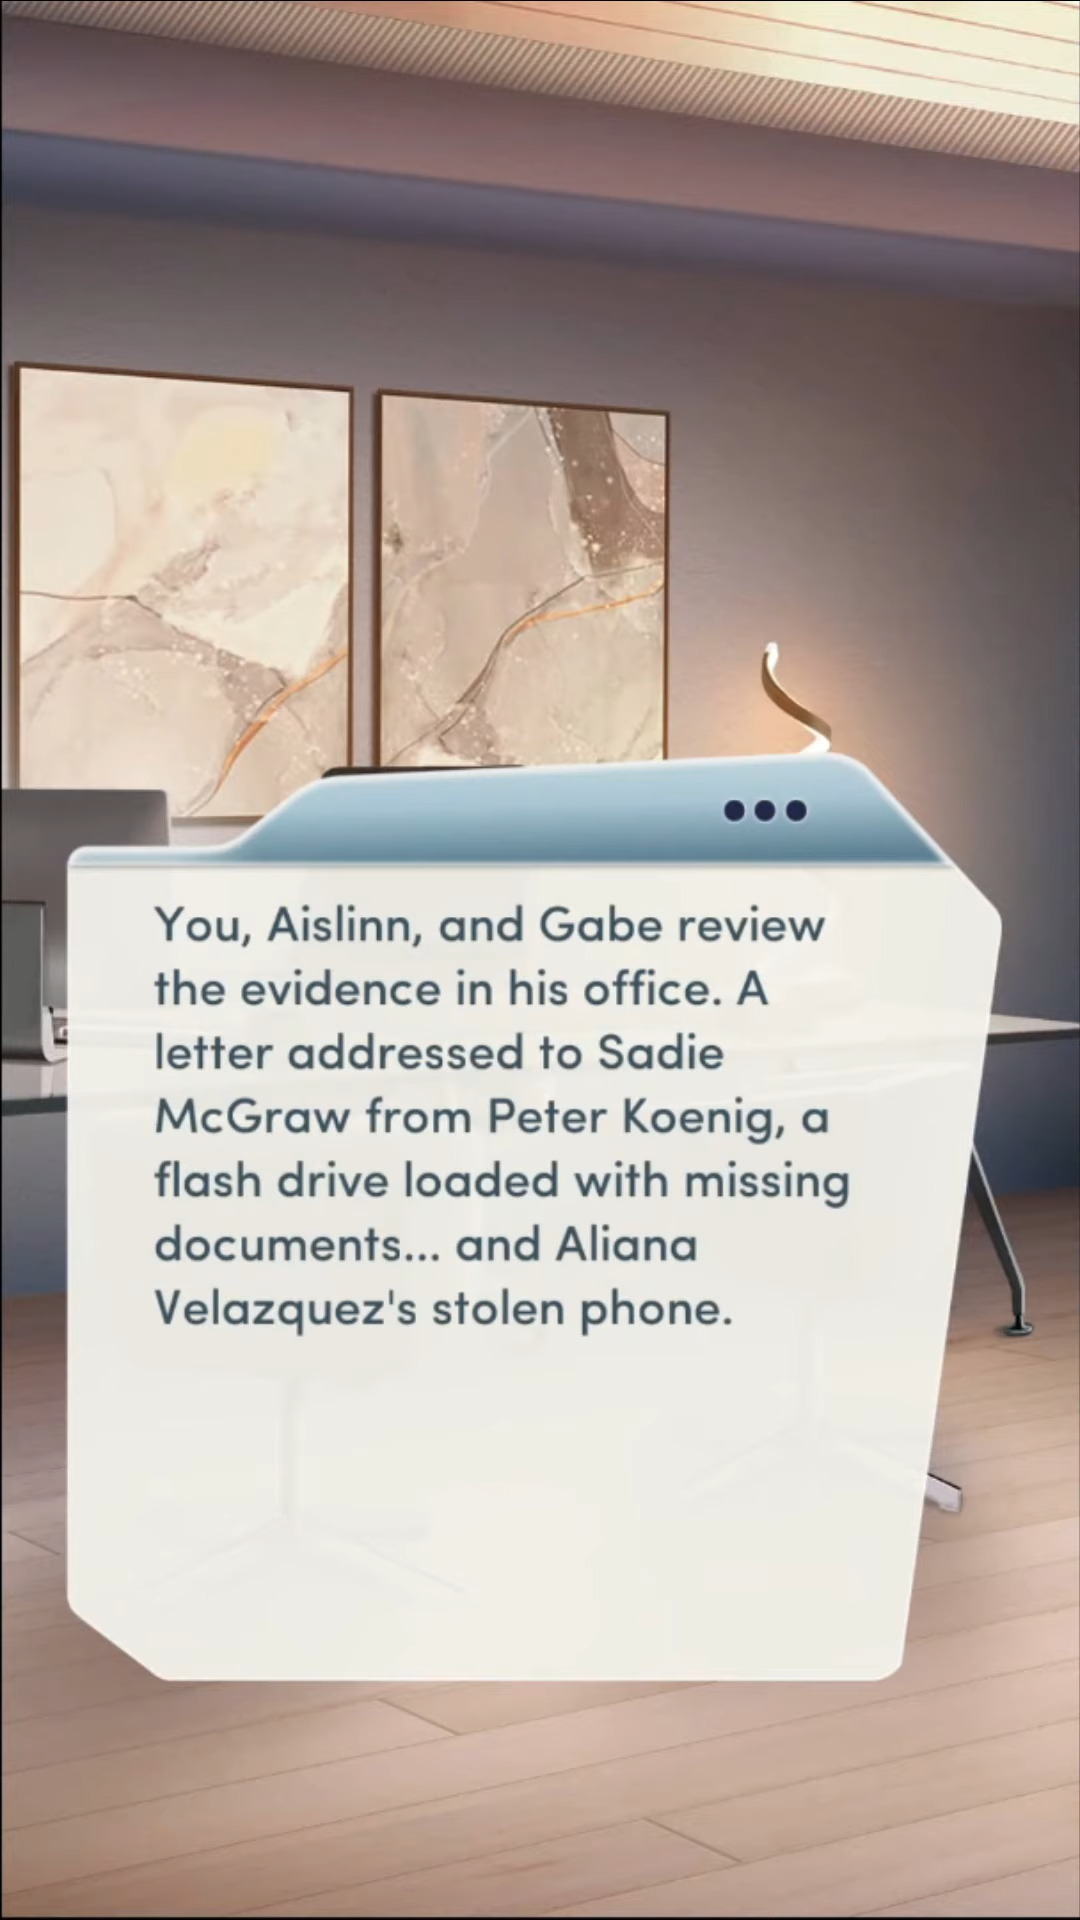 You, Aislinn, and Gabe review
the evidence in his office. A
letter addressed to Sadie
McGraw from Peter Koenig, a
flash drive loaded with missing
documents... and Aliana
Velazquez's stolen phone.